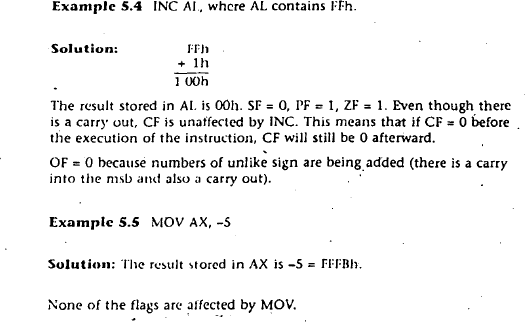 Example 5.4 INC AL, where AL contains FFh.
Solution: FFh
+ 1h
1 00h
The result stored in AL is 00h. SF = 0, PF = 1, ZF = 1. Even though there
is a carry out, CF is unaffected by INC. This means that if CF = 0 before
the execution of the instruction, CF will still be 0 afterward.
OF = 0 because numbers of unlike sign are being added (there is a carry
into the msb and also a carry out).
Example 5.5 MOV AX, –5
Solution: The result stored in AX is –5 = FFFBh.
None of the flags are affected by MOV.